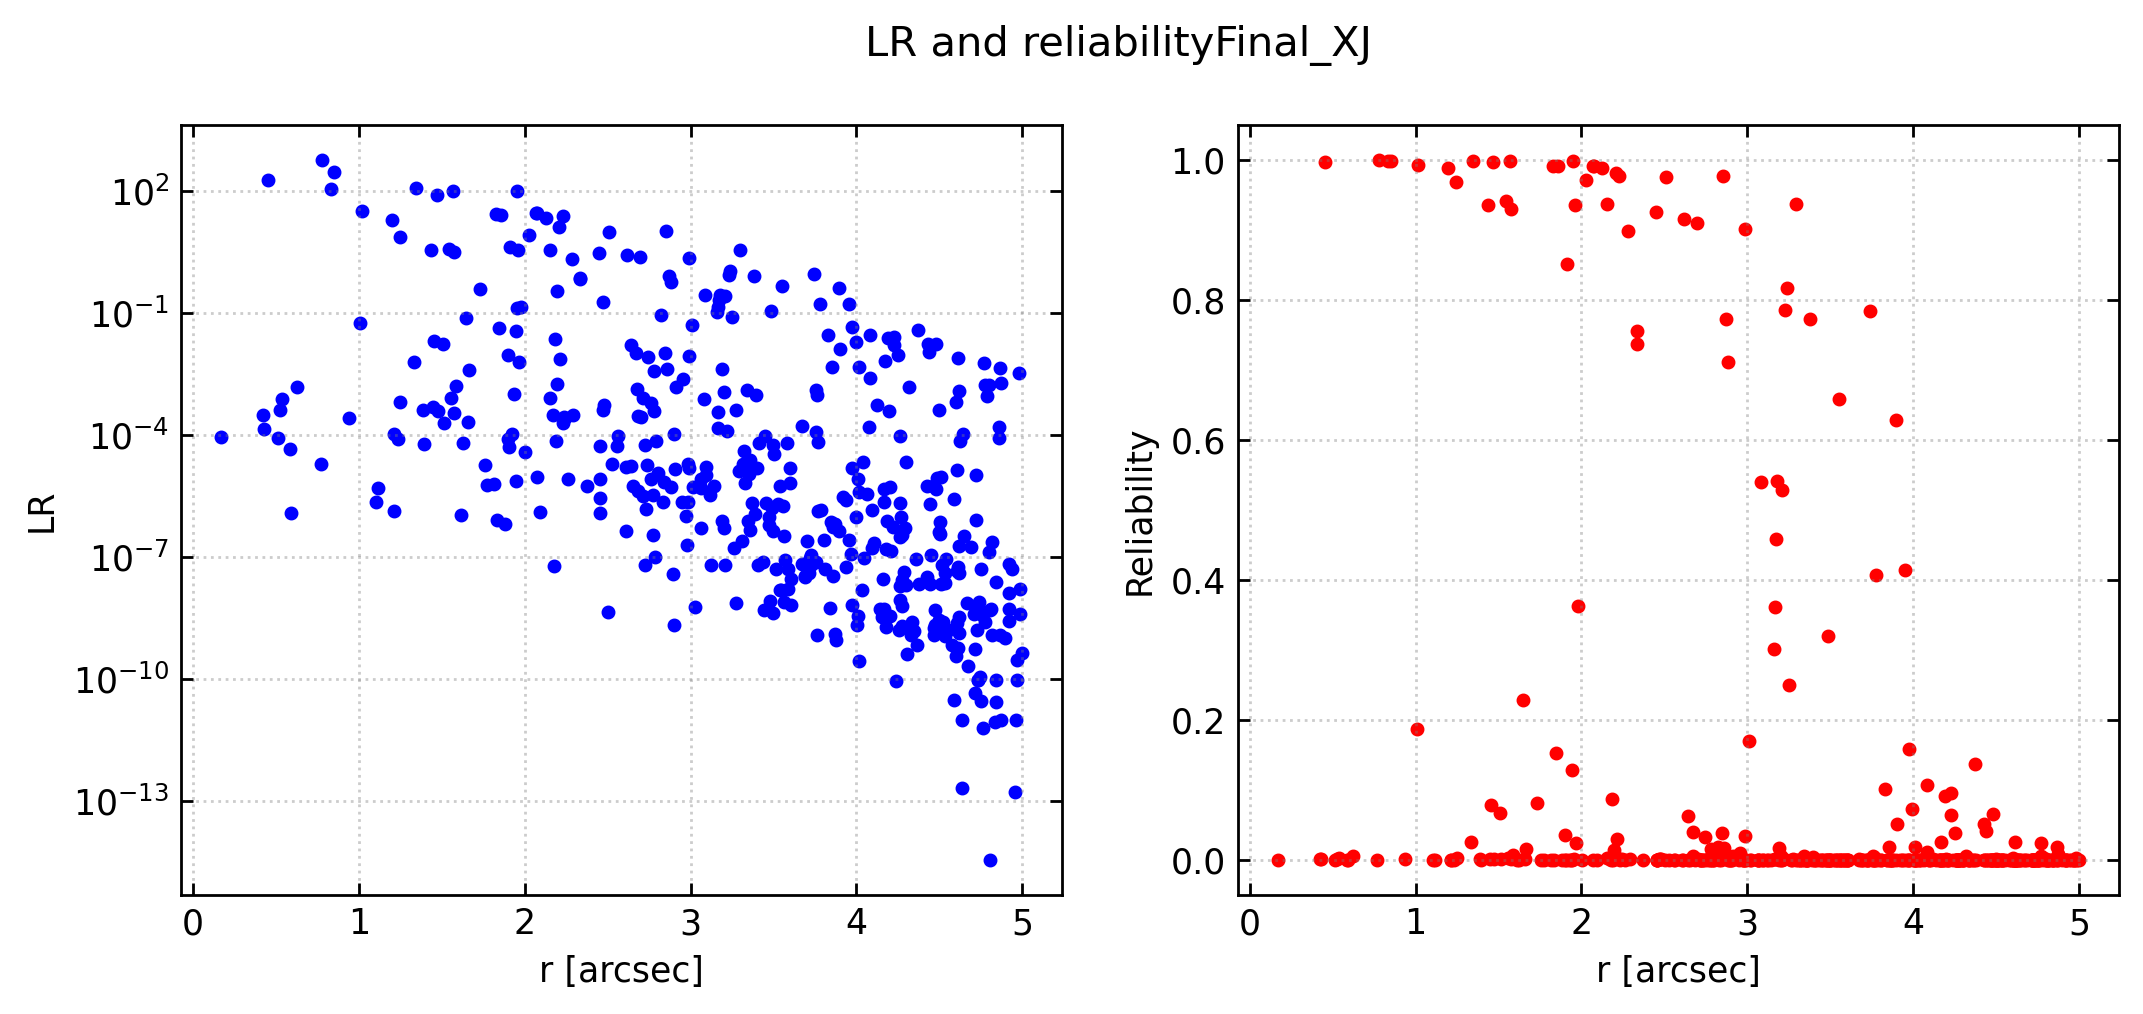 LR and reliabilityFinal_XJ
LR
10²
10⁻¹
10⁻⁴
10⁻⁷
10⁻¹⁰
10⁻¹³
0 1 2 3 4 5
r [arcsec]
Reliability
1.0
0.8
0.6
0.4
0.2
0.0
0 1 2 3 4 5
r [arcsec]